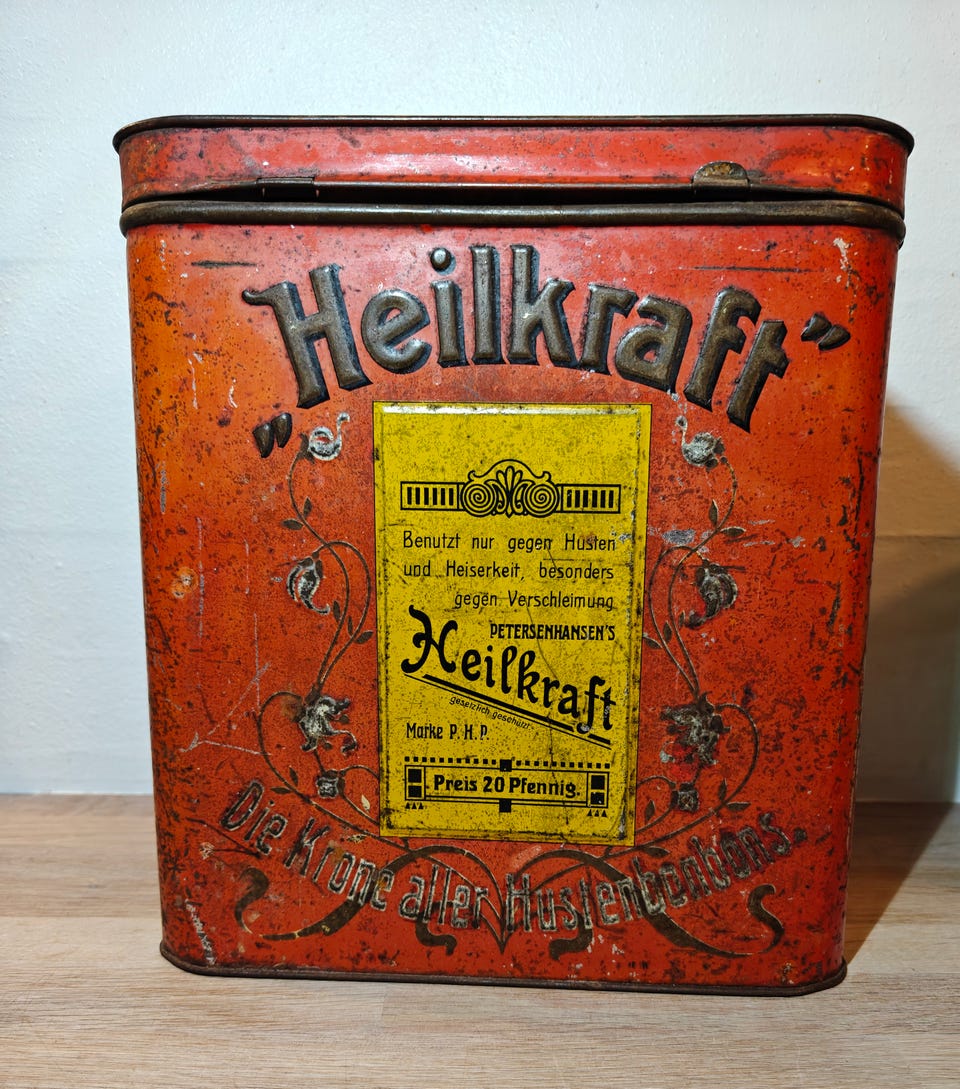 „Heilkraft”
Benutzt nur gegen Husten
und Heiserkeit, besonders
gegen Verschleimung
PETERSENHANSEN'S
Heilkraft
gesetzlich geschützt
Marke P. H. P.
Preis 20 Pfennig.
Die Krone aller Hustenbonbons.